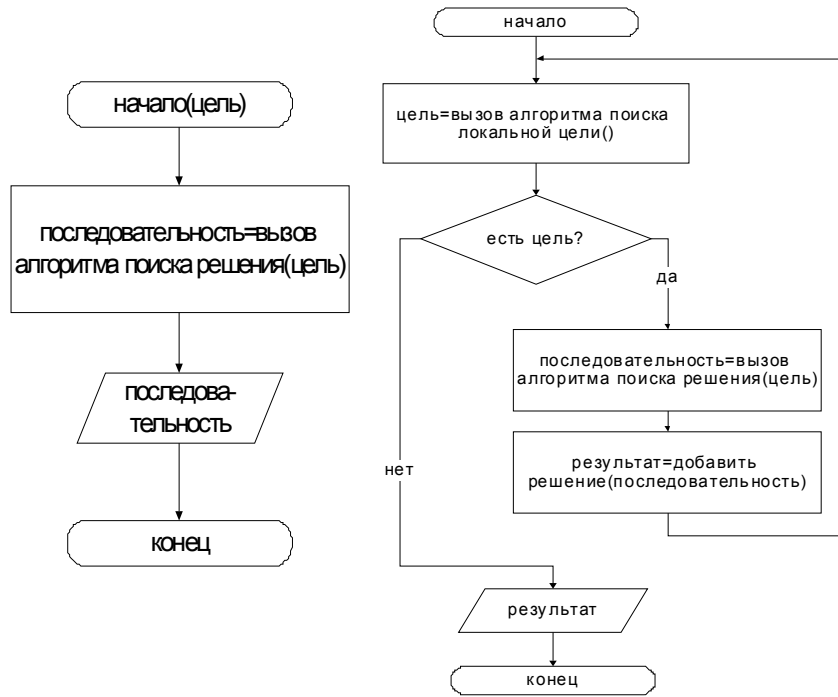 начало(цель)
последовательность=вызов
алгоритма поиска решения(цель)
последова-
тельность
конец
начало
цель=вызов алгоритма поиска
локальной цели()
есть цель?
да
последовательность=вызов
алгоритма поиска решения(цель)
результат=добавить
решение(последовательность)
нет
результат
конец